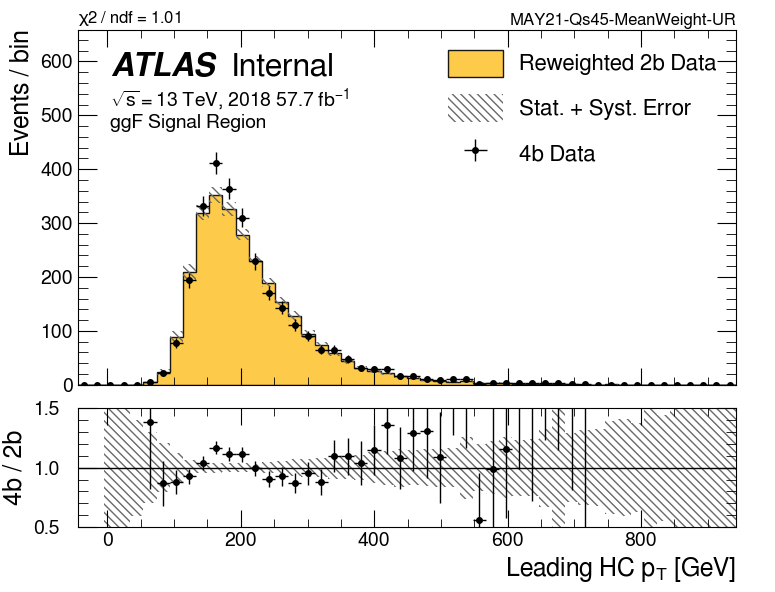 χ2 / ndf = 1.01
MAY21-Qs45-MeanWeight-UR
Events / bin
600
500
400
300
200
100
0
ATLAS Internal
√s = 13 TeV, 2018 57.7 fb⁻¹
ggF Signal Region
Reweighted 2b Data
Stat. + Syst. Error
4b Data
4b / 2b
1.5
1.0
0.5
0 200 400 600 800
Leading HC p_T [GeV]